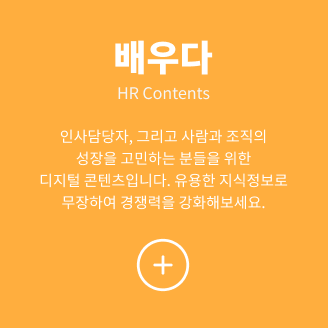 배우다
HR Contents
인사담당자, 그리고 사람과 조직의
성장을 고민하는 분들을 위한
디지털 콘텐츠입니다. 유용한 지식정보로
무장하여 경쟁력을 강화해보세요.